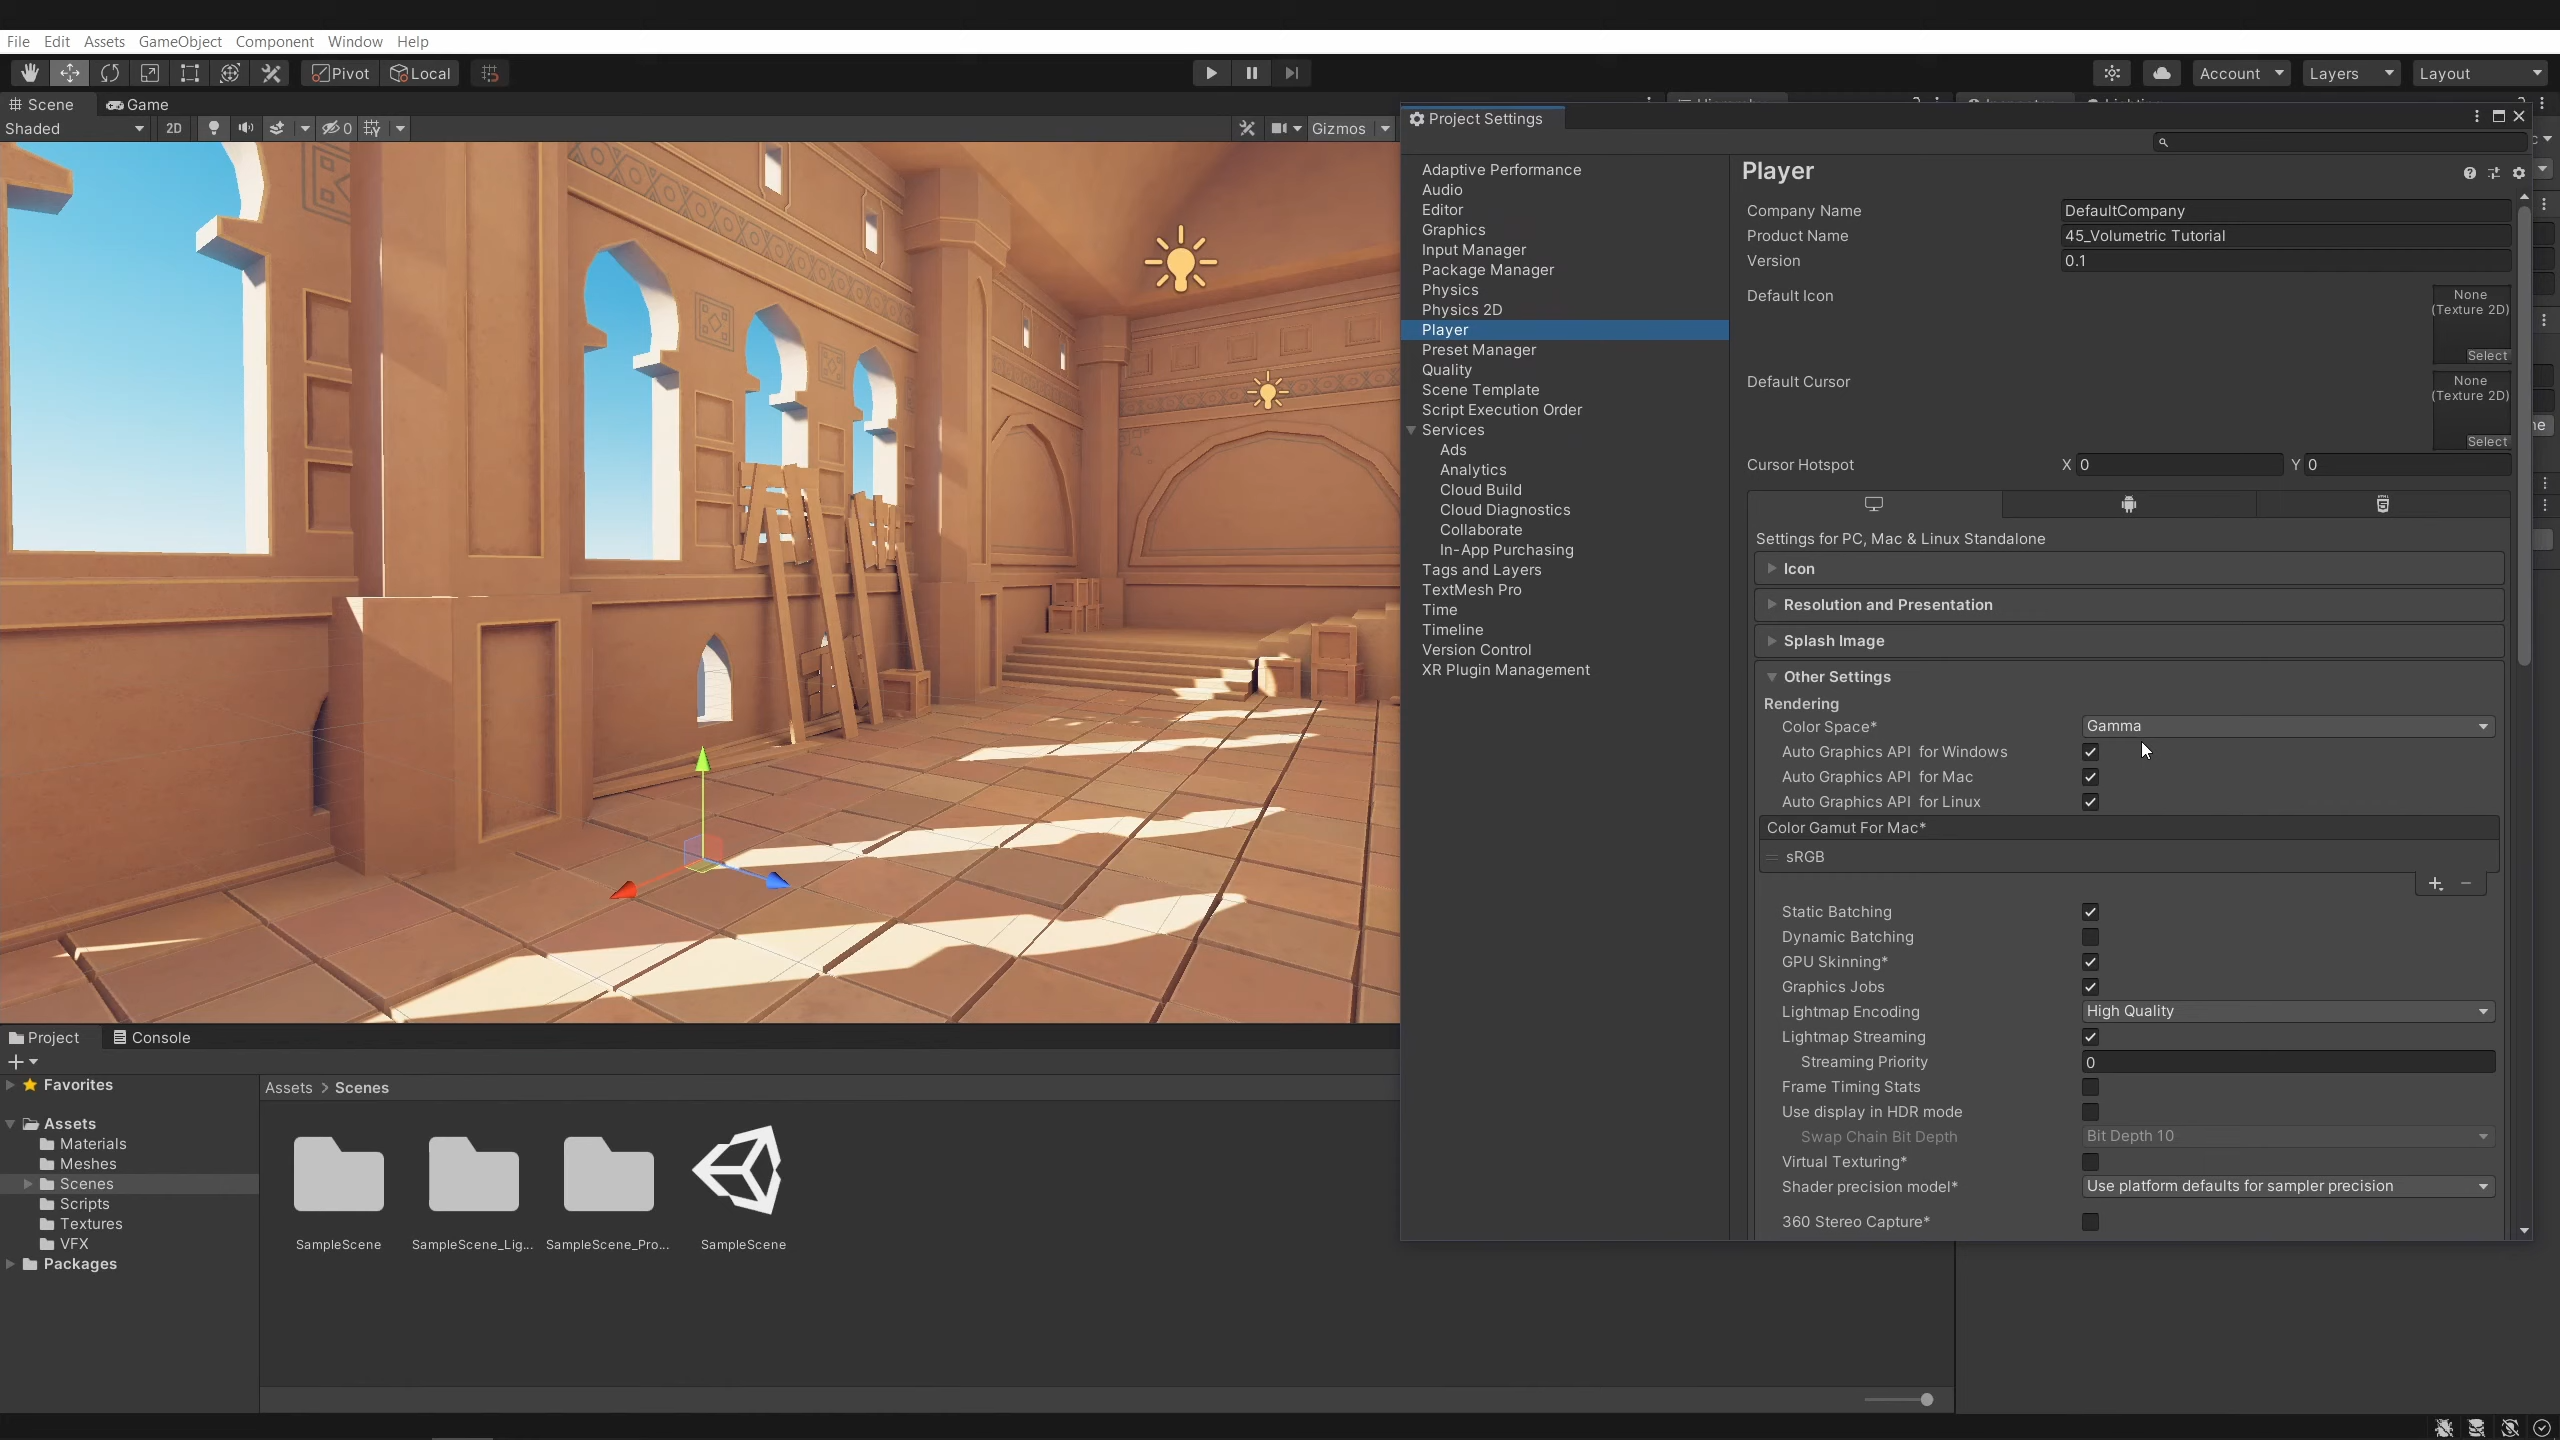 File Edit Assets GameObject Component Window Help
Pivot Local Account Layers Layout
Scene Game
Shaded 2D 0 Gizmos
Project Settings
Adaptive Performance
Audio
Editor
Graphics
Input Manager
Package Manager
Physics
Physics 2D
Player
Preset Manager
Quality
Scene Template
Script Execution Order
Services
Ads
Analytics
Cloud Build
Cloud Diagnostics
Collaborate
In-App Purchasing
Tags and Layers
TextMesh Pro
Time
Timeline
Version Control
XR Plugin Management
Player
Company Name DefaultCompany
Product Name 45_Volumetric Tutorial
Version 0.1
Default Icon None
(Texture 2D)
Select
Default Cursor None
(Texture 2D)
Select
Cursor Hotspot X 0 Y 0
Settings for PC, Mac & Linux Standalone
Icon
Resolution and Presentation
Splash Image
Other Settings
Rendering
Color Space* Gamma
Auto Graphics API for Windows
Auto Graphics API for Mac
Auto Graphics API for Linux
Color Gamut For Mac*
sRGB
Static Batching
Dynamic Batching
GPU Skinning*
Graphics Jobs
Lightmap Encoding High Quality
Lightmap Streaming
Streaming Priority 0
Frame Timing Stats
Use display in HDR mode
Swap Chain Bit Depth Bit Depth 10
Virtual Texturing*
Shader precision model* Use platform defaults for sampler precision
360 Stereo Capture*
Project Console
Favorites
Assets
Materials
Meshes
Scenes
Scripts
Textures
VFX
Packages
Assets > Scenes
SampleScene SampleScene_Lig... SampleScene_Pro... SampleScene